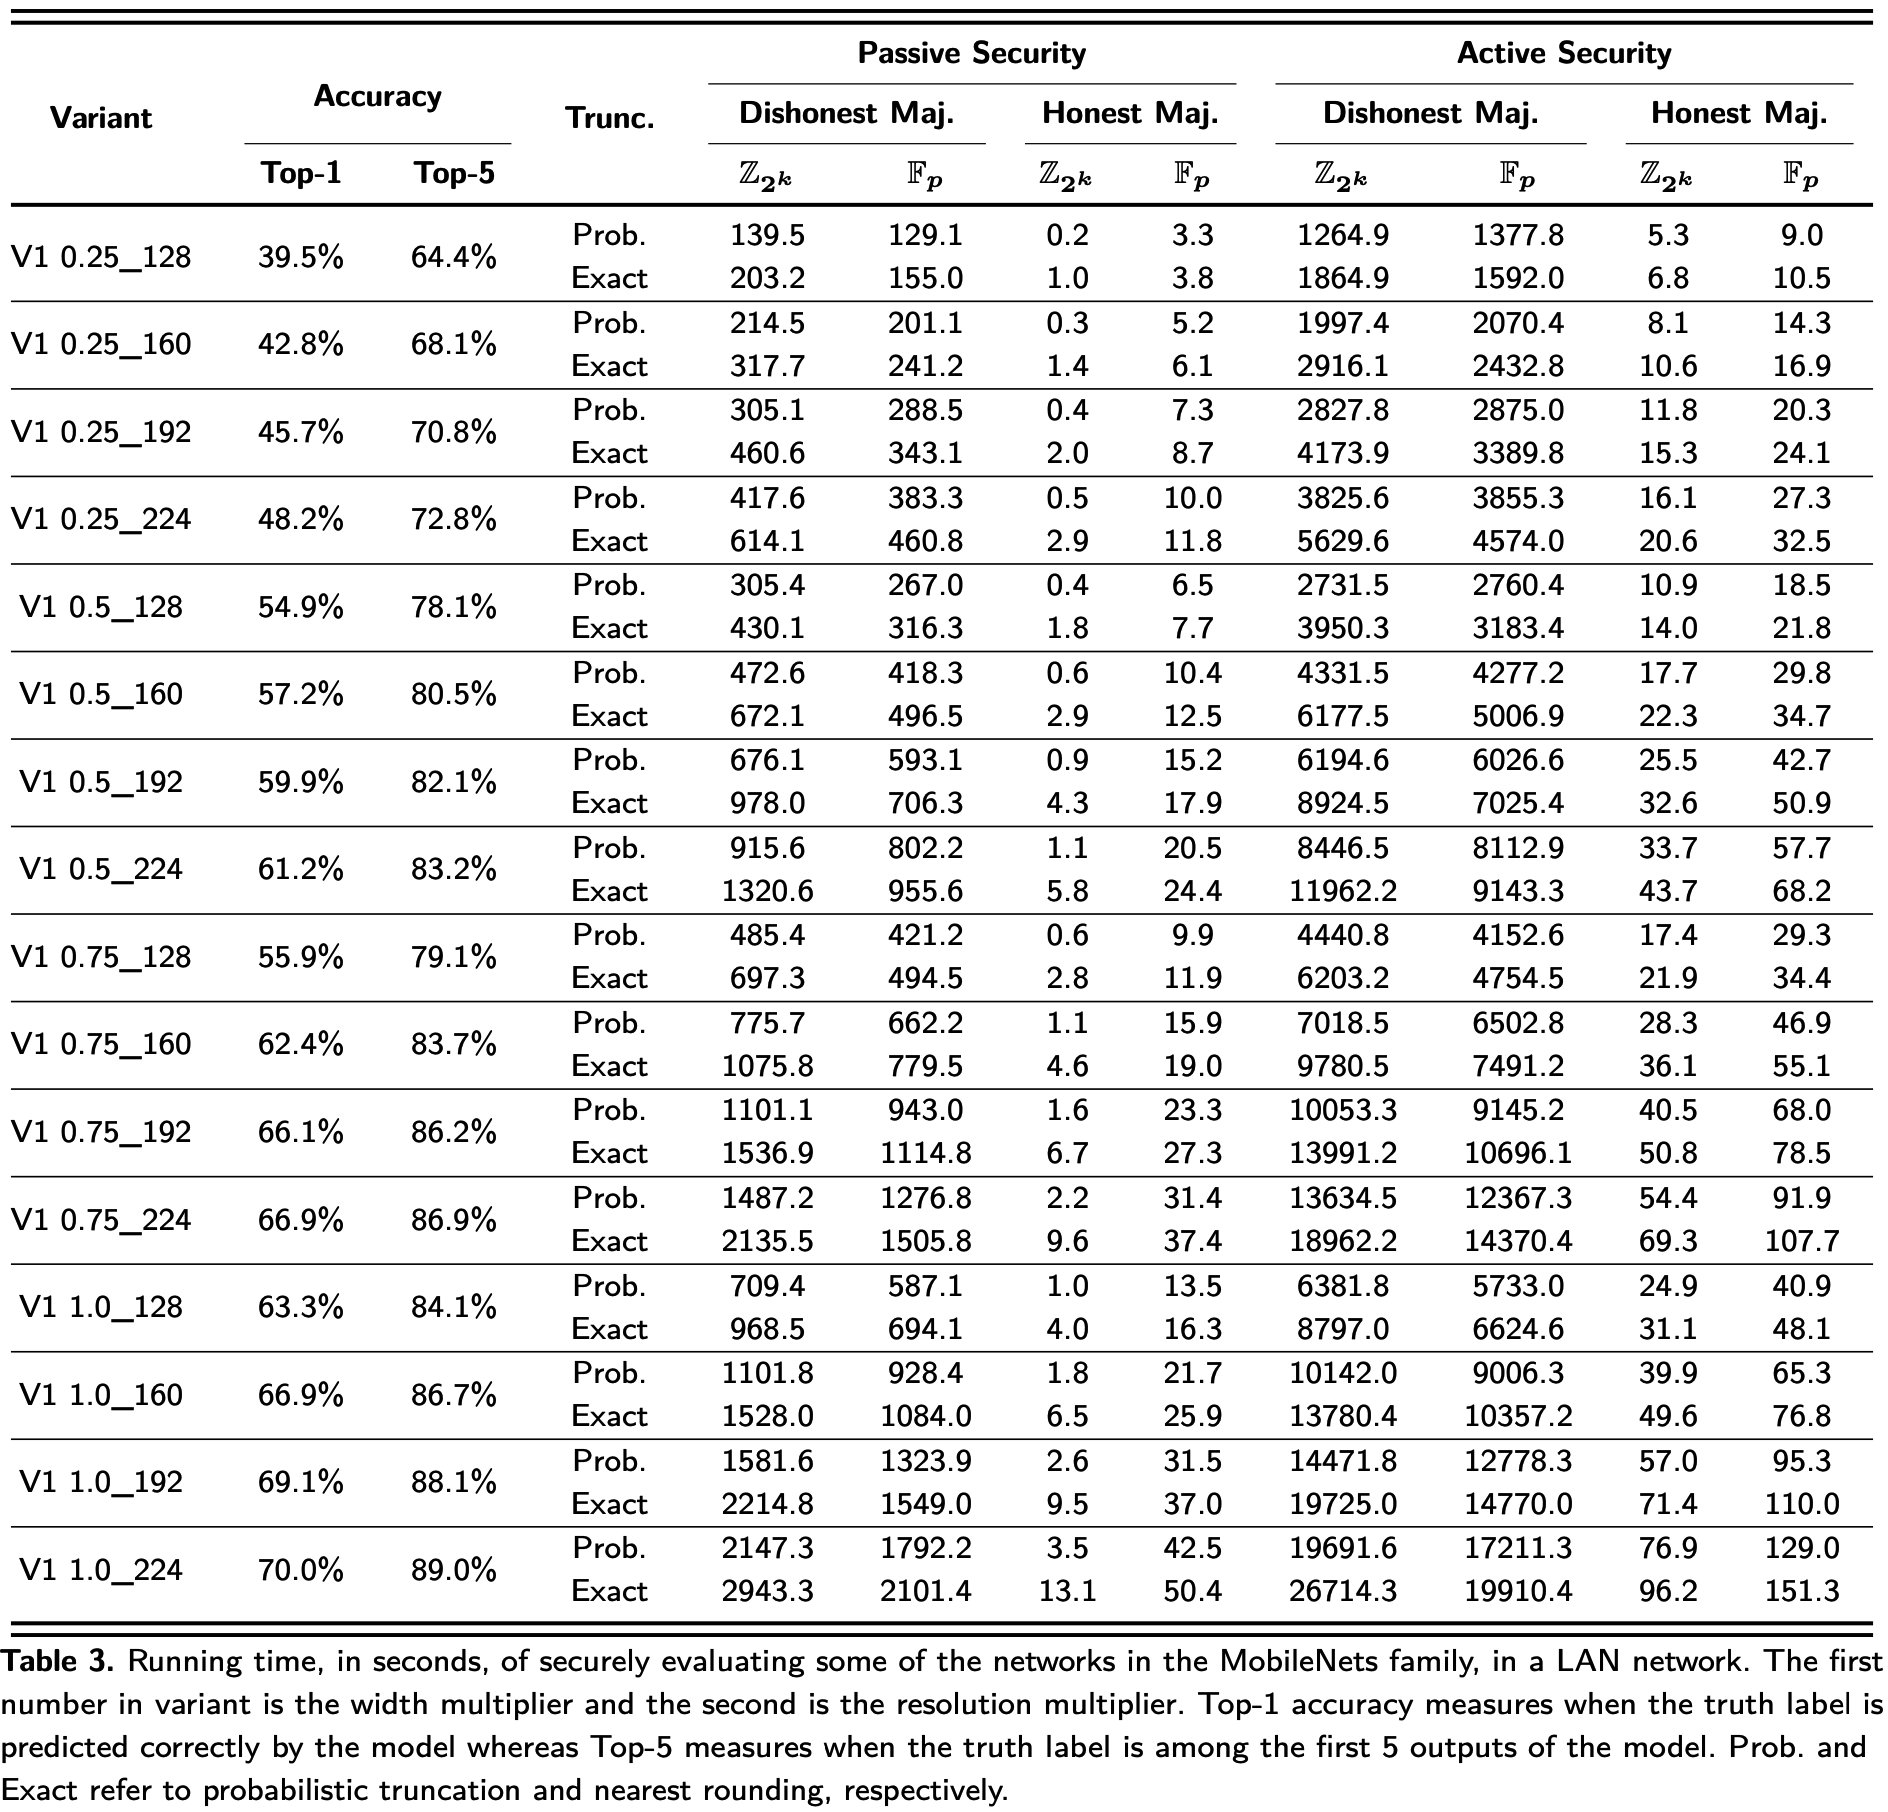 Passive Security Active Security
Variant Accuracy Trunc. Dishonest Maj. Honest Maj. Dishonest Maj. Honest Maj.
Top-1 Top-5 ℤ₂ᵏ 𝔽ₚ ℤ₂ᵏ 𝔽ₚ ℤ₂ᵏ 𝔽ₚ ℤ₂ᵏ 𝔽ₚ
V1 0.25_128 39.5% 64.4% Prob. 139.5 129.1 0.2 3.3 1264.9 1377.8 5.3 9.0
Exact 203.2 155.0 1.0 3.8 1864.9 1592.0 6.8 10.5
V1 0.25_160 42.8% 68.1% Prob. 214.5 201.1 0.3 5.2 1997.4 2070.4 8.1 14.3
Exact 317.7 241.2 1.4 6.1 2916.1 2432.8 10.6 16.9
V1 0.25_192 45.7% 70.8% Prob. 305.1 288.5 0.4 7.3 2827.8 2875.0 11.8 20.3
Exact 460.6 343.1 2.0 8.7 4173.9 3389.8 15.3 24.1
V1 0.25_224 48.2% 72.8% Prob. 417.6 383.3 0.5 10.0 3825.6 3855.3 16.1 27.3
Exact 614.1 460.8 2.9 11.8 5629.6 4574.0 20.6 32.5
V1 0.5_128 54.9% 78.1% Prob. 305.4 267.0 0.4 6.5 2731.5 2760.4 10.9 18.5
Exact 430.1 316.3 1.8 7.7 3950.3 3183.4 14.0 21.8
V1 0.5_160 57.2% 80.5% Prob. 472.6 418.3 0.6 10.4 4331.5 4277.2 17.7 29.8
Exact 672.1 496.5 2.9 12.5 6177.5 5006.9 22.3 34.7
V1 0.5_192 59.9% 82.1% Prob. 676.1 593.1 0.9 15.2 6194.6 6026.6 25.5 42.7
Exact 978.0 706.3 4.3 17.9 8924.5 7025.4 32.6 50.9
V1 0.5_224 61.2% 83.2% Prob. 915.6 802.2 1.1 20.5 8446.5 8112.9 33.7 57.7
Exact 1320.6 955.6 5.8 24.4 11962.2 9143.3 43.7 68.2
V1 0.75_128 55.9% 79.1% Prob. 485.4 421.2 0.6 9.9 4440.8 4152.6 17.4 29.3
Exact 697.3 494.5 2.8 11.9 6203.2 4754.5 21.9 34.4
V1 0.75_160 62.4% 83.7% Prob. 775.7 662.2 1.1 15.9 7018.5 6502.8 28.3 46.9
Exact 1075.8 779.5 4.6 19.0 9780.5 7491.2 36.1 55.1
V1 0.75_192 66.1% 86.2% Prob. 1101.1 943.0 1.6 23.3 10053.3 9145.2 40.5 68.0
Exact 1536.9 1114.8 6.7 27.3 13991.2 10696.1 50.8 78.5
V1 0.75_224 66.9% 86.9% Prob. 1487.2 1276.8 2.2 31.4 13634.5 12367.3 54.4 91.9
Exact 2135.5 1505.8 9.6 37.4 18962.2 14370.4 69.3 107.7
V1 1.0_128 63.3% 84.1% Prob. 709.4 587.1 1.0 13.5 6381.8 5733.0 24.9 40.9
Exact 968.5 694.1 4.0 16.3 8797.0 6624.6 31.1 48.1
V1 1.0_160 66.9% 86.7% Prob. 1101.8 928.4 1.8 21.7 10142.0 9006.3 39.9 65.3
Exact 1528.0 1084.0 6.5 25.9 13780.4 10357.2 49.6 76.8
V1 1.0_192 69.1% 88.1% Prob. 1581.6 1323.9 2.6 31.5 14471.8 12778.3 57.0 95.3
Exact 2214.8 1549.0 9.5 37.0 19725.0 14770.0 71.4 110.0
V1 1.0_224 70.0% 89.0% Prob. 2147.3 1792.2 3.5 42.5 19691.6 17211.3 76.9 129.0
Exact 2943.3 2101.4 13.1 50.4 26714.3 19910.4 96.2 151.3
Table 3. Running time, in seconds, of securely evaluating some of the networks in the MobileNets family, in a LAN network. The first
number in variant is the width multiplier and the second is the resolution multiplier. Top-1 accuracy measures when the truth label is
predicted correctly by the model whereas Top-5 measures when the truth label is among the first 5 outputs of the model. Prob. and
Exact refer to probabilistic truncation and nearest rounding, respectively.